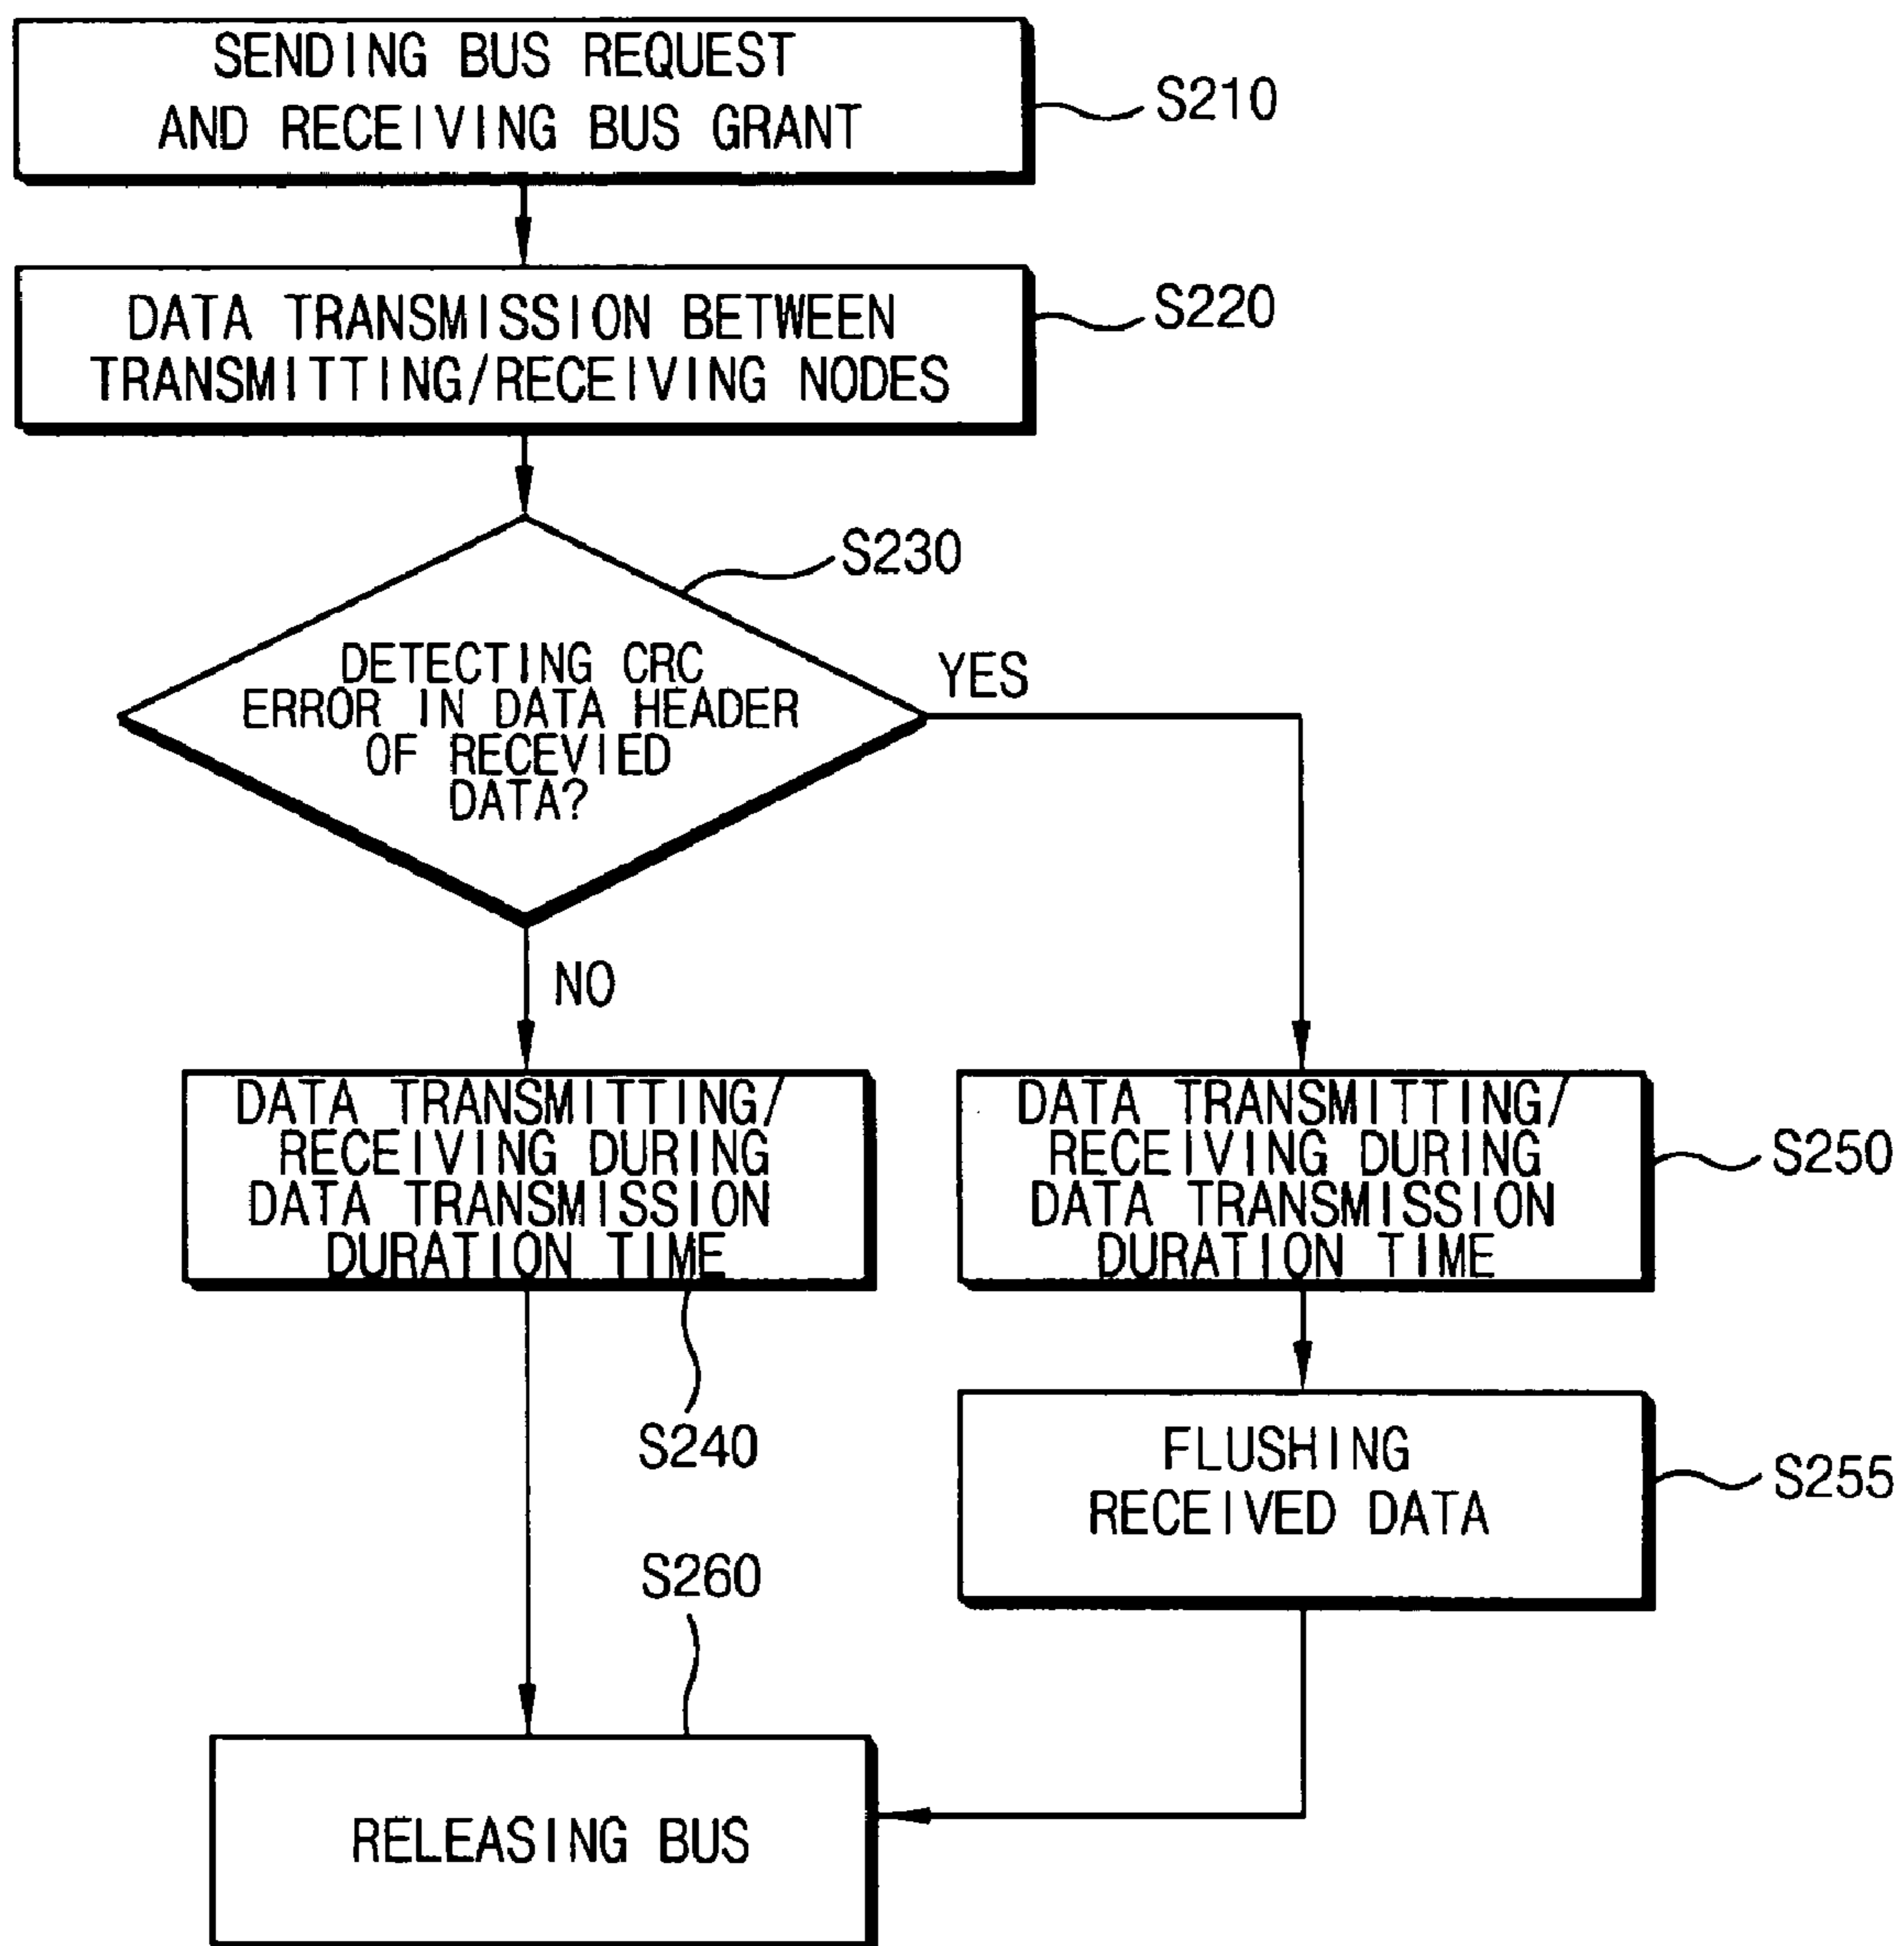 SENDING BUS REQUEST
AND RECEIVING BUS GRANT
S210
DATA TRANSMISSION BETWEEN
TRANSMITTING/RECEIVING NODES
S220
S230
DETECTING CRC
ERROR IN DATA HEADER
OF RECEVIED
DATA?
YES
NO
DATA TRANSMITTING/
RECEIVING DURING
DATA TRANSMISSION
DURATION TIME
S240
DATA TRANSMITTING/
RECEIVING DURING
DATA TRANSMISSION
DURATION TIME
S250
FLUSHING
RECEIVED DATA
S255
S260
RELEASING BUS